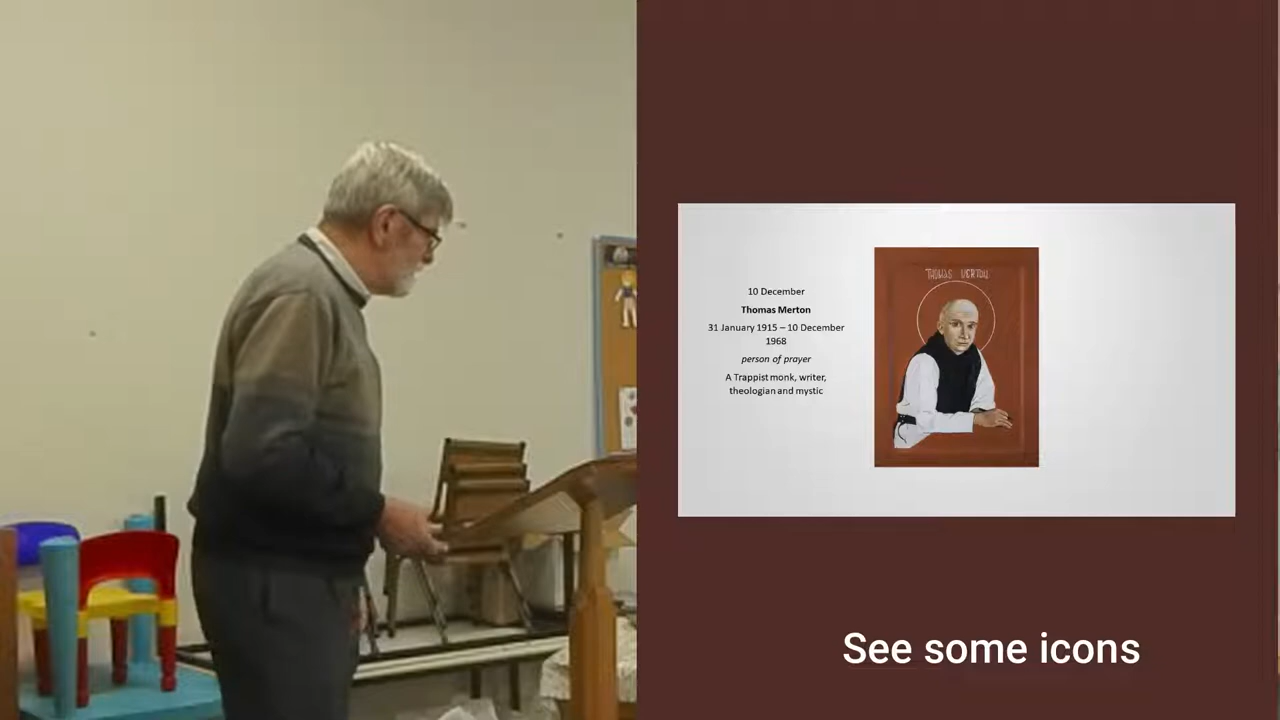 10 December
Thomas Merton
31 January 1915 – 10 December
1968
person of prayer
A Trappist monk, writer,
theologian and mystic
THOMAS MERTON
See some icons